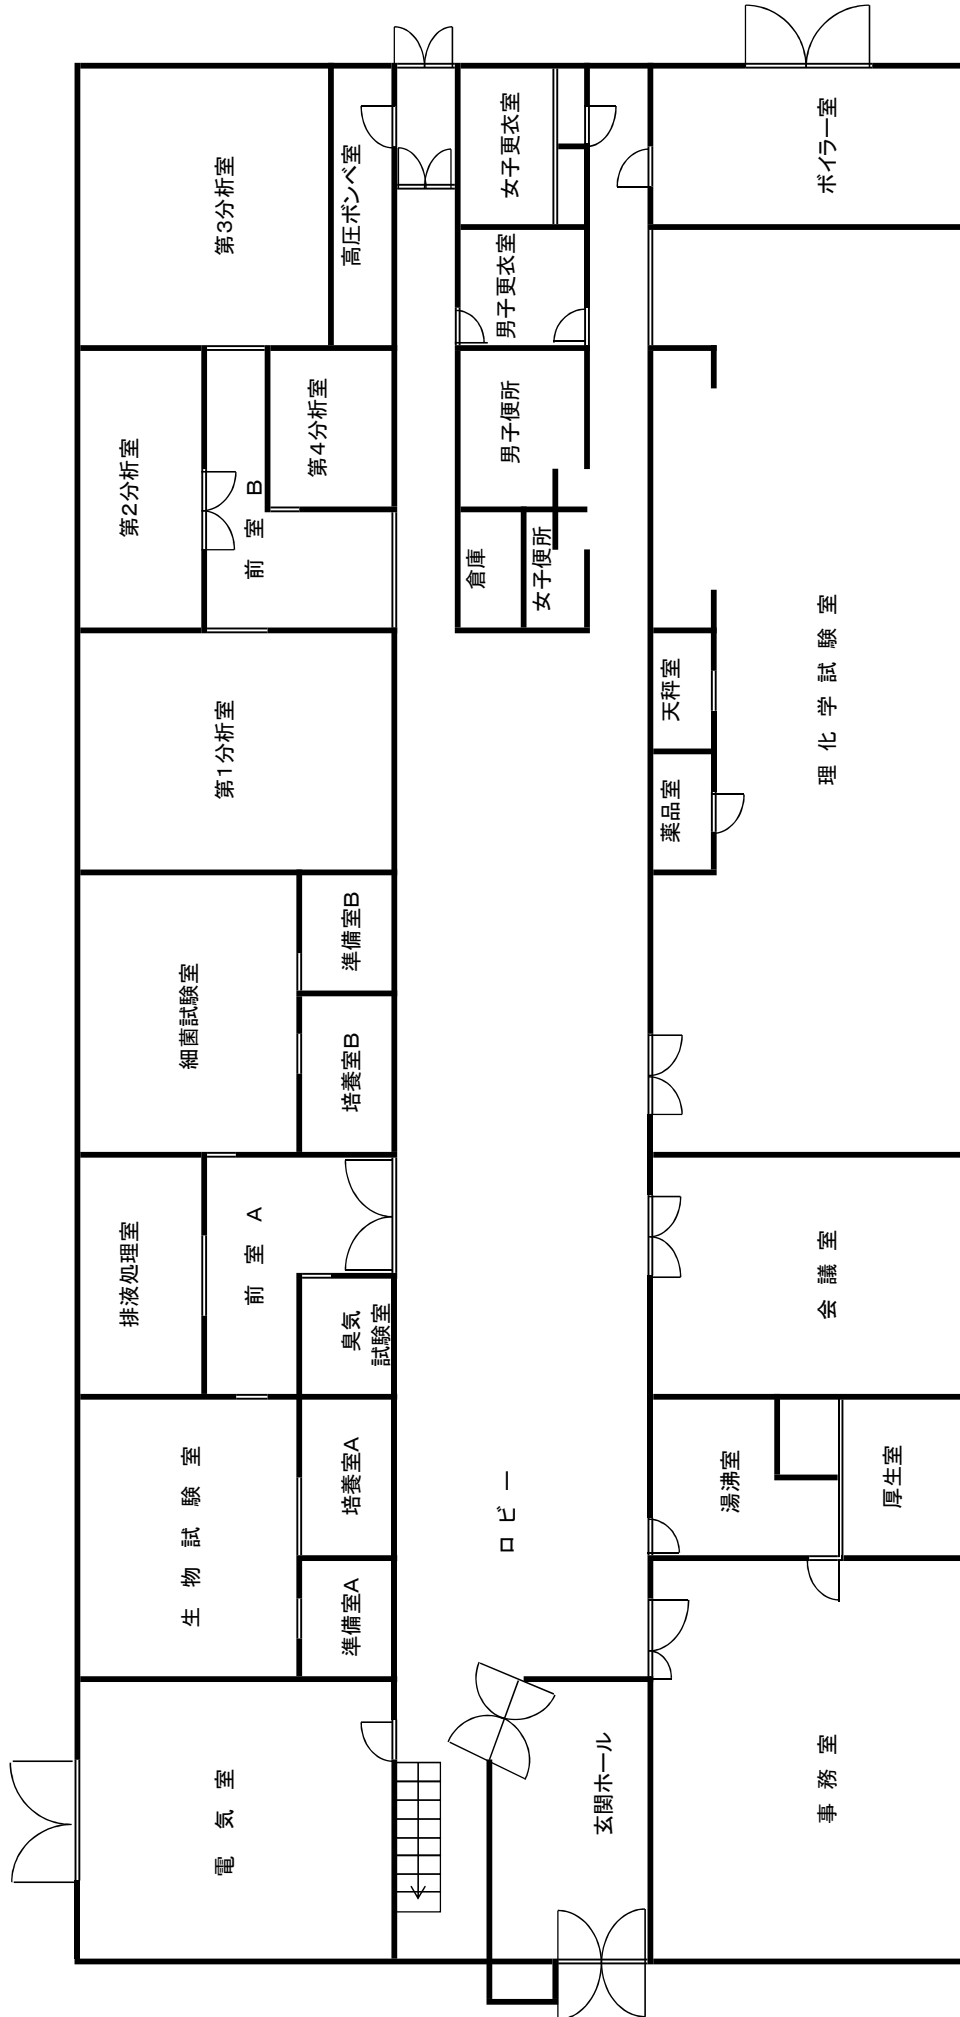 第3分析室
高圧ボンベ室
女子更衣室
ボイラー室
男子更衣室
第2分析室
第4分析室
前室B
男子便所
倉庫
女子便所
第1分析室
天秤室
薬品室
理化学試験室
細菌試験室
準備室B
培養室B
排液処理室
前室A
臭気
試験室
会議室
生物試験室
培養室A
準備室A
ロビー
湯沸室
厚生室
電気室
玄関ホール
事務室